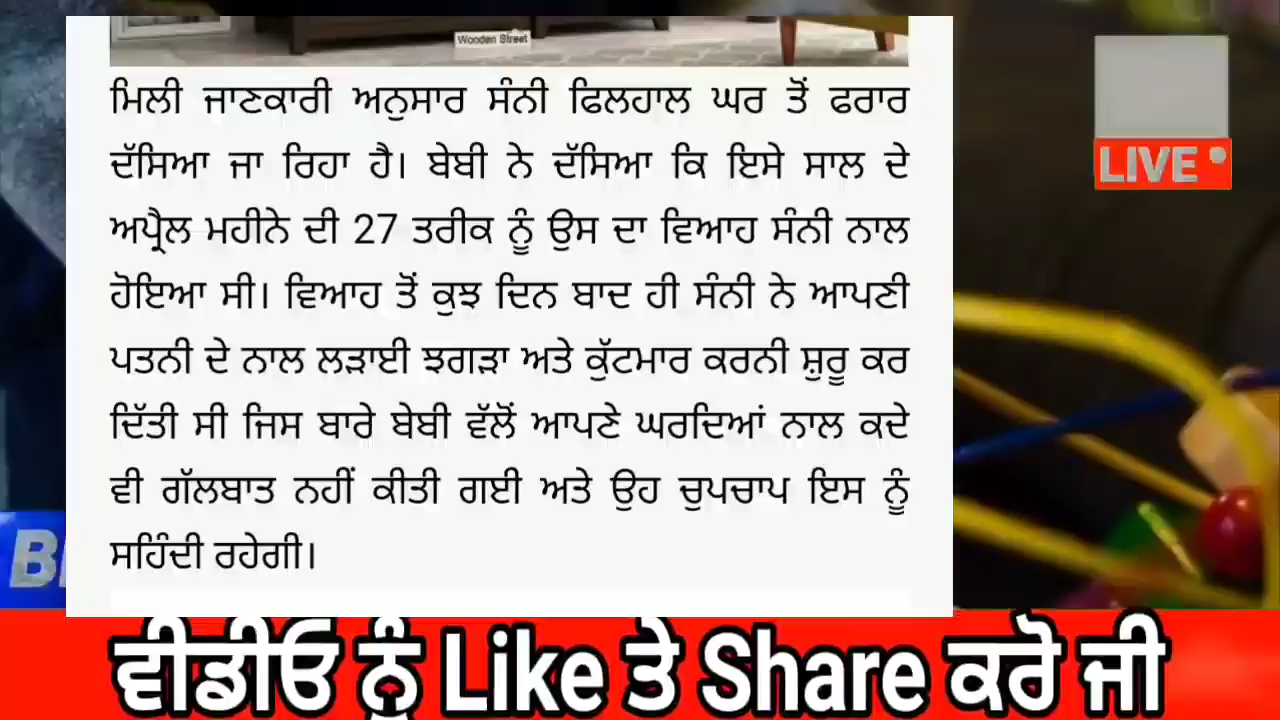 Wooden Street
ਮਿਲੀ ਜਾਣਕਾਰੀ ਅਨੁਸਾਰ ਸੰਨੀ ਫਿਲਹਾਲ ਘਰ ਤੋਂ ਫਰਾਰ
ਦੱਸਿਆ ਜਾ ਰਿਹਾ ਹੈ। ਬੇਬੀ ਨੇ ਦੱਸਿਆ ਕਿ ਇਸੇ ਸਾਲ ਦੇ
ਅਪ੍ਰੈਲ ਮਹੀਨੇ ਦੀ 27 ਤਰੀਕ ਨੂੰ ਉਸ ਦਾ ਵਿਆਹ ਸੰਨੀ ਨਾਲ
ਹੋਇਆ ਸੀ। ਵਿਆਹ ਤੋਂ ਕੁਝ ਦਿਨ ਬਾਦ ਹੀ ਸੰਨੀ ਨੇ ਆਪਣੀ
ਪਤਨੀ ਦੇ ਨਾਲ ਲੜਾਈ ਝਗੜਾ ਅਤੇ ਕੁੱਟਮਾਰ ਕਰਨੀ ਸ਼ੁਰੂ ਕਰ
ਦਿੱਤੀ ਸੀ ਜਿਸ ਬਾਰੇ ਬੇਬੀ ਵੱਲੋਂ ਆਪਣੇ ਘਰਦਿਆਂ ਨਾਲ ਕਦੇ
ਵੀ ਗੱਲਬਾਤ ਨਹੀਂ ਕੀਤੀ ਗਈ ਅਤੇ ਉਹ ਚੁਪਚਾਪ ਇਸ ਨੂੰ
ਸਹਿੰਦੀ ਰਹੇਗੀ।
LIVE
ਵੀਡੀਓ ਨੂੰ Like ਤੇ Share ਕਰੋ ਜੀ